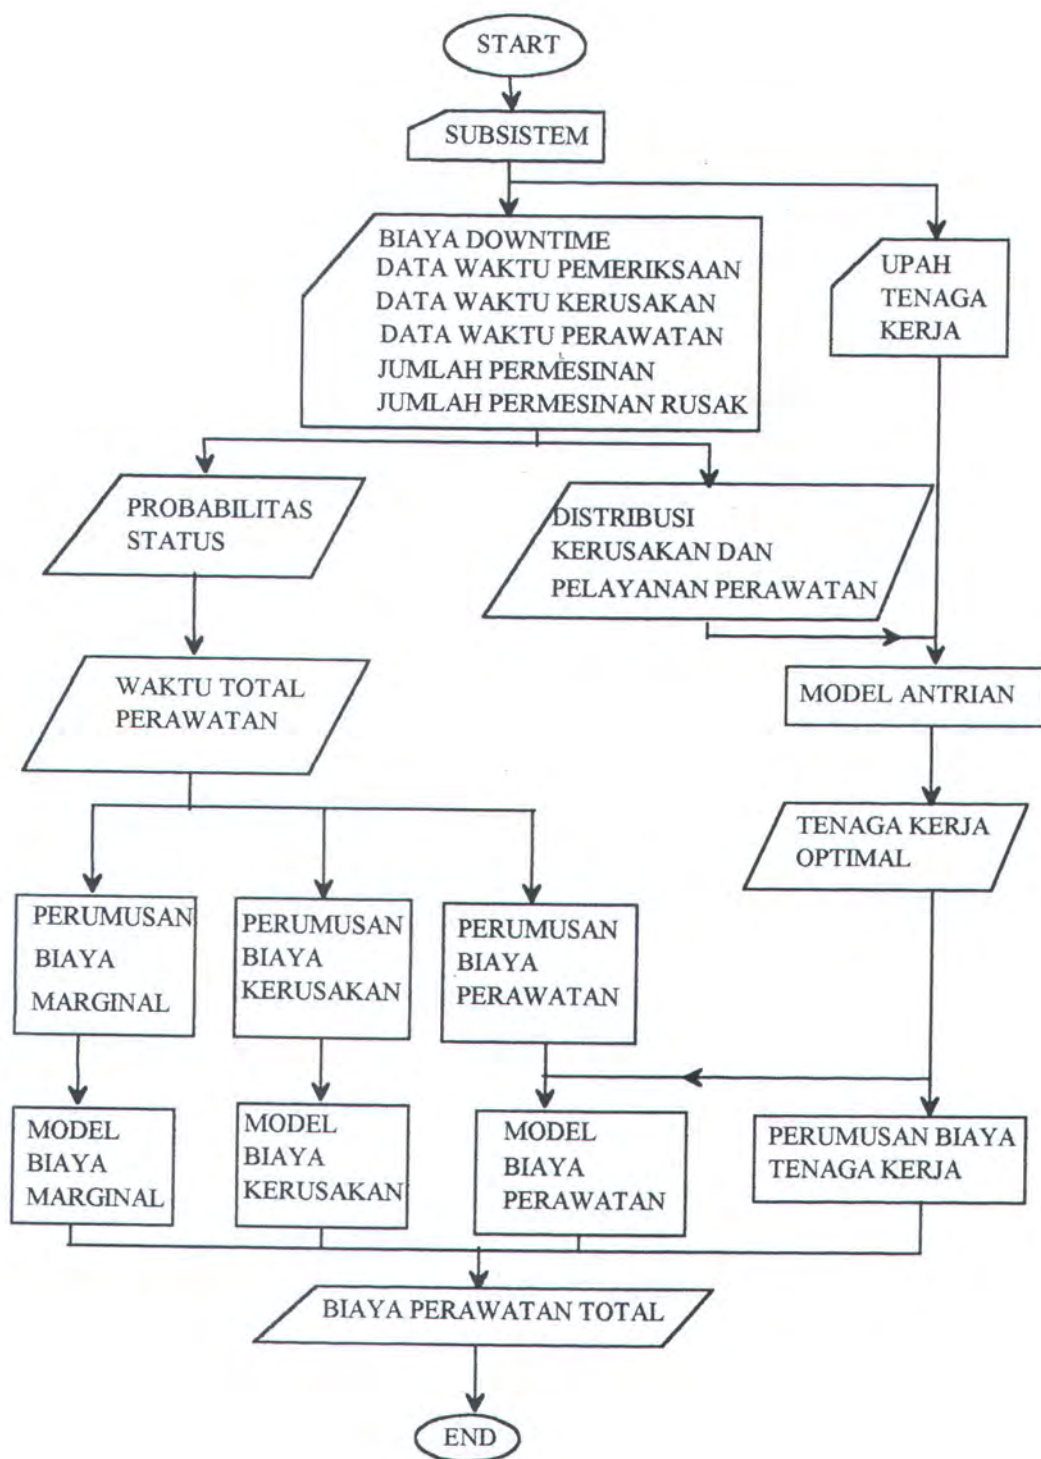 START
SUBSISTEM
BIAYA DOWNTIME
DATA WAKTU PEMERIKSAAN
DATA WAKTU KERUSAKAN
DATA WAKTU PERAWATAN
JUMLAH PERMESINAN
JUMLAH PERMESINAN RUSAK
UPAH
TENAGA
KERJA
PROBABILITAS
STATUS
DISTRIBUSI
KERUSAKAN DAN
PELAYANAN PERAWATAN
WAKTU TOTAL
PERAWATAN
MODEL ANTRIAN
TENAGA KERJA
OPTIMAL
PERUMUSAN
BIAYA
MARGINAL
PERUMUSAN
BIAYA
KERUSAKAN
PERUMUSAN
BIAYA
PERAWATAN
MODEL
BIAYA
MARGINAL
MODEL
BIAYA
KERUSAKAN
MODEL
BIAYA
PERAWATAN
PERUMUSAN BIAYA
TENAGA KERJA
BIAYA PERAWATAN TOTAL
END